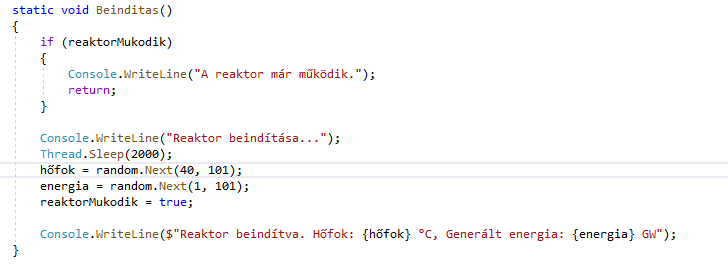 static void Beinditas()
{
if (reaktorMukodik)
{
Console.WriteLine("A reaktor már működik.");
return;
}
Console.WriteLine("Reaktor beindítása...");
Thread.Sleep(2000);
hőfok = random.Next(40, 101);
energia = random.Next(1, 101);
reaktorMukodik = true;
Console.WriteLine($"Reaktor beindítva. Hőfok: {hőfok} °C, Generált energia: {energia} GW");
}